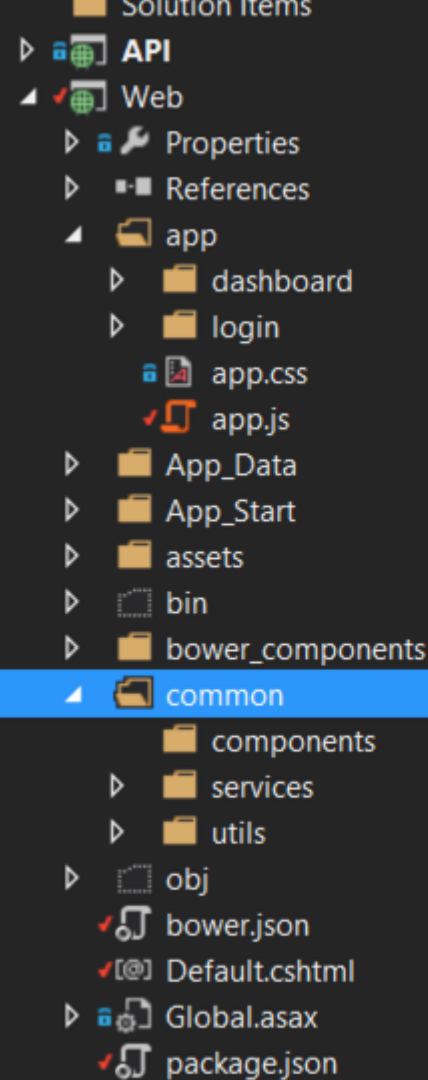 Solution Items
API
Web
Properties
References
app
dashboard
login
app.css
app.js
App_Data
App_Start
assets
bin
bower_components
common
components
services
utils
obj
bower.json
[@] Default.cshtml
Global.asax
package.json